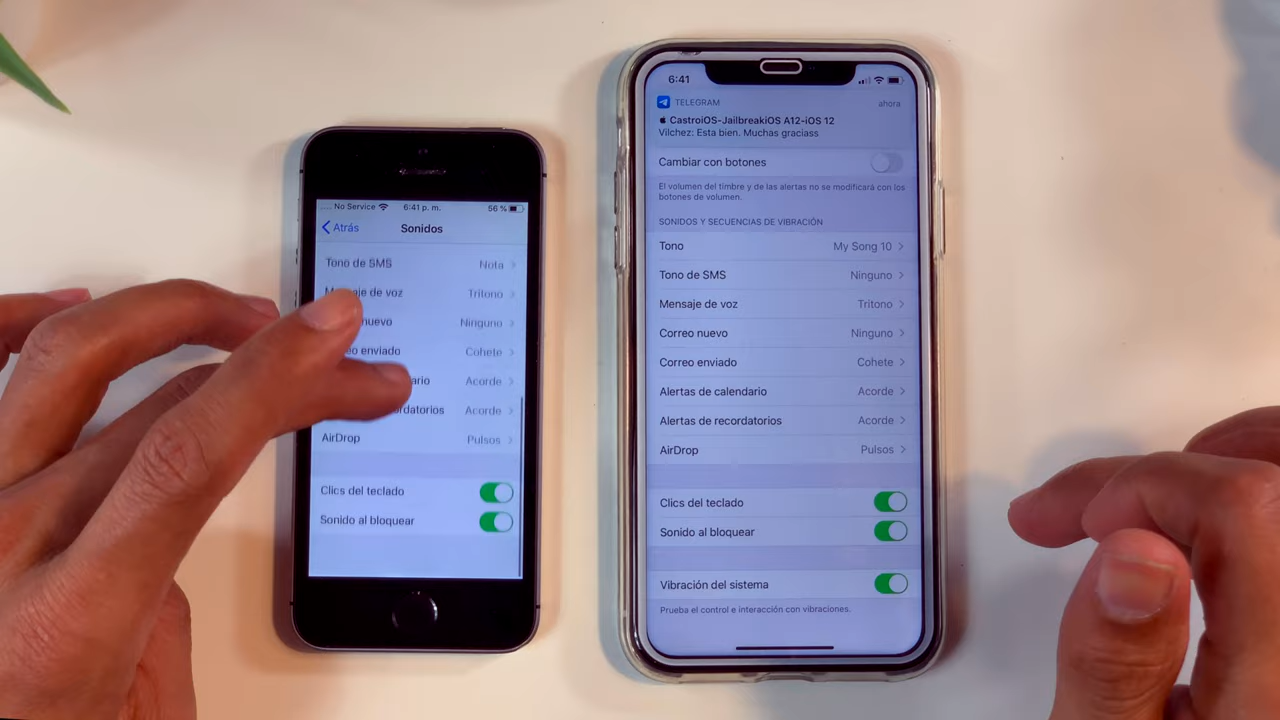 No Service 6:41 p. m. 56 %
Atrás Sonidos
Tono de SMS Nota
Mensaje de voz Tritono
nuevo Ninguno
enviado Cohete
ario Acorde
rdatorios Acorde
AirDrop Pulsos
Clics del teclado
Sonido al bloquear
6:41
TELEGRAM ahora
CastroiOS-JailbreakiOS A12-iOS 12
Vilchez: Esta bien. Muchas graciass
Cambiar con botones
El volumen del timbre y de las alertas no se modificará con los
botones de volumen.
SONIDOS Y SECUENCIAS DE VIBRACIÓN
Tono My Song 10
Tono de SMS Ninguno
Mensaje de voz Tritono
Correo nuevo Ninguno
Correo enviado Cohete
Alertas de calendario Acorde
Alertas de recordatorios Acorde
AirDrop Pulsos
Clics del teclado
Sonido al bloquear
Vibración del sistema
Prueba el control e interacción con vibraciones.